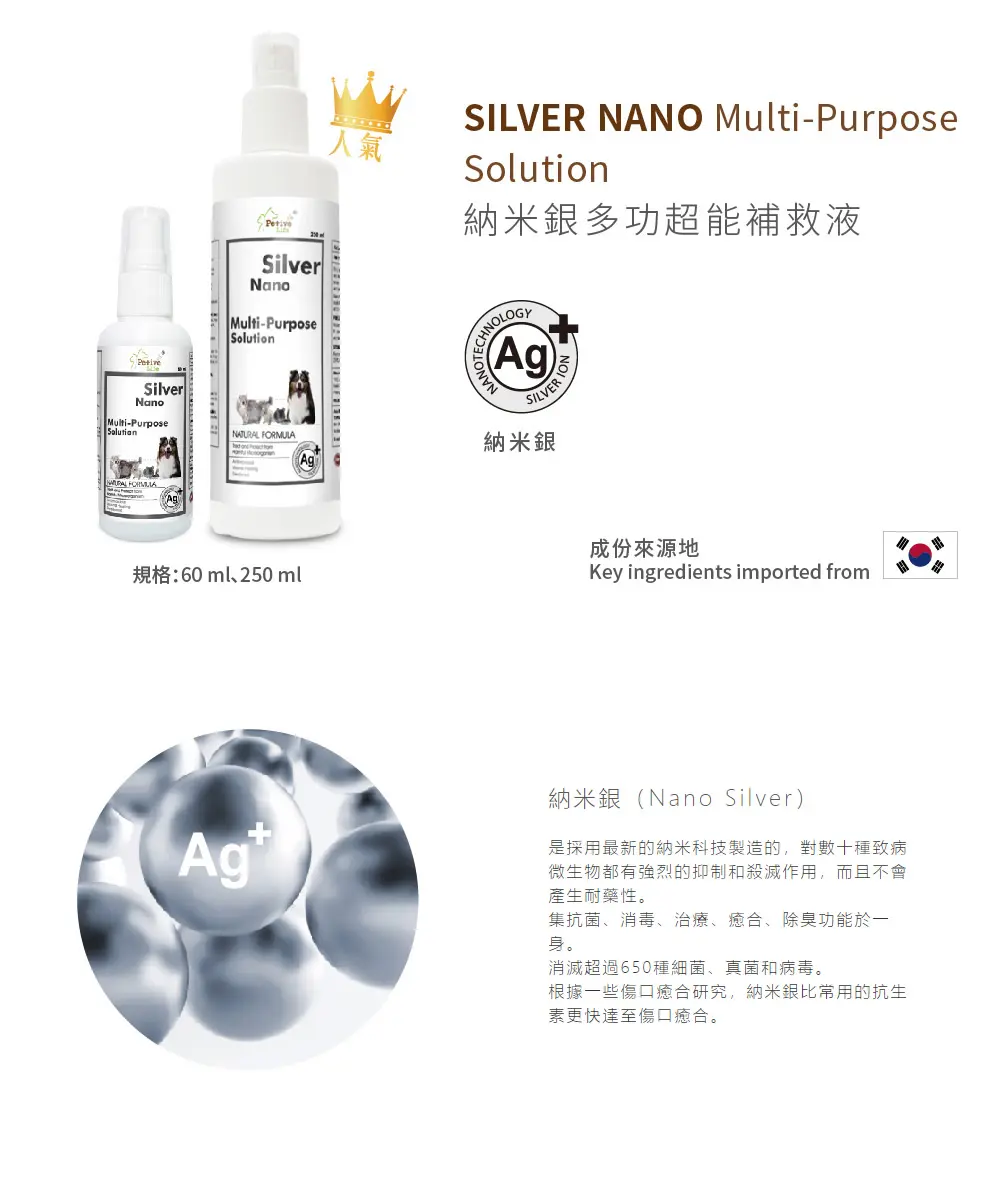 人氣
SILVER NANO Multi-Purpose
Solution
納米銀多功超能補救液
Petive
Life
250 ml
Silver
Nano
Multi-Purpose
Solution
NATURAL FORMULA
Ag+
Petive
Life
Silver
Nano
Multi-Purpose
Solution
NATURAL FORMULA
Ag+
規格:60 ml、250 ml
NANOTECHNOLOGY
Ag+
SILVER ION
納米銀
成份來源地
Key ingredients imported from
Ag+
納米銀 (Nano Silver)
是採用最新的納米科技製造的, 對數十種致病
微生物都有強烈的抑制和殺滅作用, 而且不會
產生耐藥性。
集抗菌、消毒、治療、癒合、除臭功能於一
身。
消滅超過650種細菌、真菌和病毒。
根據一些傷口癒合研究, 納米銀比常用的抗生
素更快達至傷口癒合。